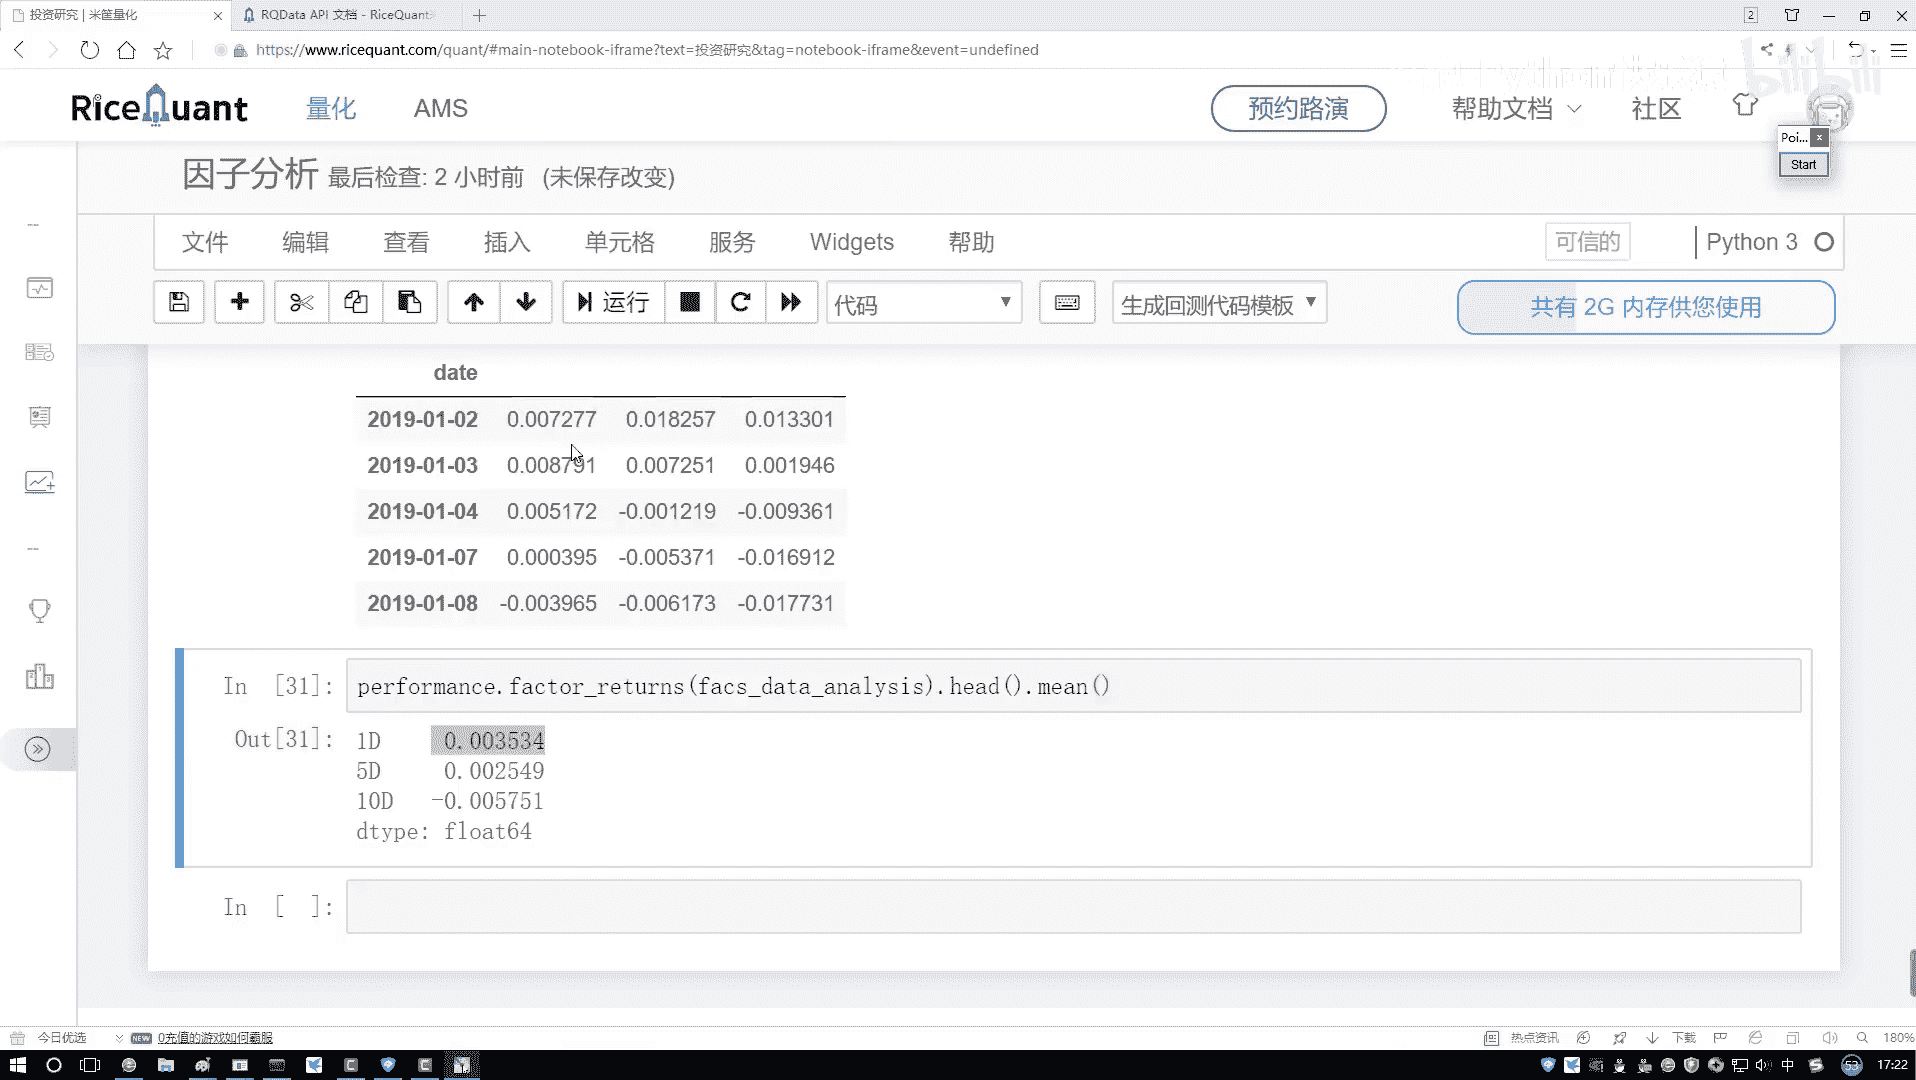 投资研究 | 米筐量化
RQData API 文档 - RiceQuant
2
https://www.ricequant.com/quant/#main-notebook-iframe?text=投资研究&tag=notebook-iframe&event=undefined
bilibili
RiceQuant
量化
AMS
预约路演
帮助文档
社区
Poi... x
Start
因子分析 最后检查: 2 小时前 (未保存改变)
文件 编辑 查看 插入 单元格 服务 Widgets 帮助
可信的
Python 3
运行
代码
生成回测代码模板
共有 2G 内存供您使用
date
2019-01-02 0.007277 0.018257 0.013301
2019-01-03 0.008791 0.007251 0.001946
2019-01-04 0.005172 -0.001219 -0.009361
2019-01-07 0.000395 -0.005371 -0.016912
2019-01-08 -0.003965 -0.006173 -0.017731
In [31]: performance.factor_returns(facs_data_analysis).head().mean()
Out[31]: 1D 0.003534
5D 0.002549
10D -0.005751
dtype: float64
In [ ]:
今日优选
NEW
0充值的游戏如何霸服
热点资讯
下载
180%
中
53
17:22